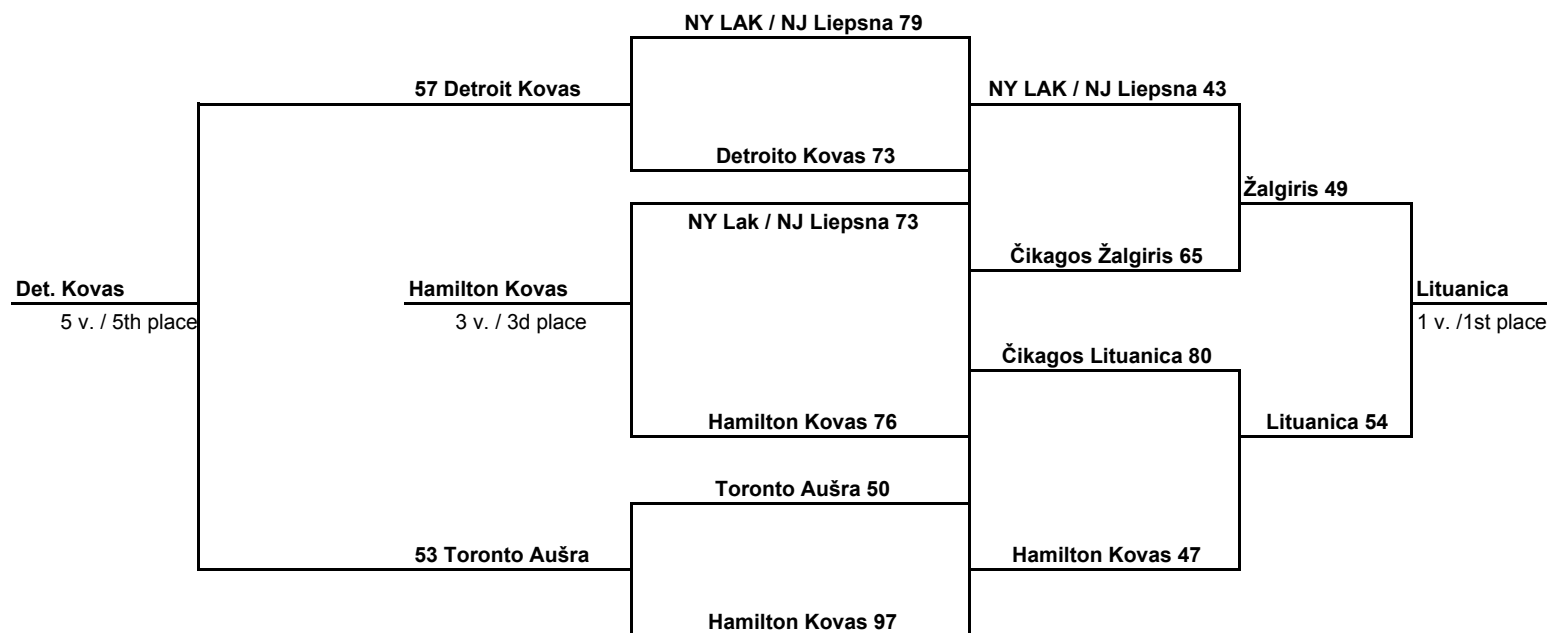 NY LAK / NJ Liepsna 79
57 Detroit Kovas
NY LAK / NJ Liepsna 43
Detroito Kovas 73
Žalgiris 49
NY Lak / NJ Liepsna 73
Čikagos Žalgiris 65
Det. Kovas
Hamilton Kovas
Lituanica
5 v. / 5th place
3 v. / 3d place
1 v. /1st place
Čikagos Lituanica 80
Hamilton Kovas 76
Lituanica 54
Toronto Aušra 50
53 Toronto Aušra
Hamilton Kovas 47
Hamilton Kovas 97